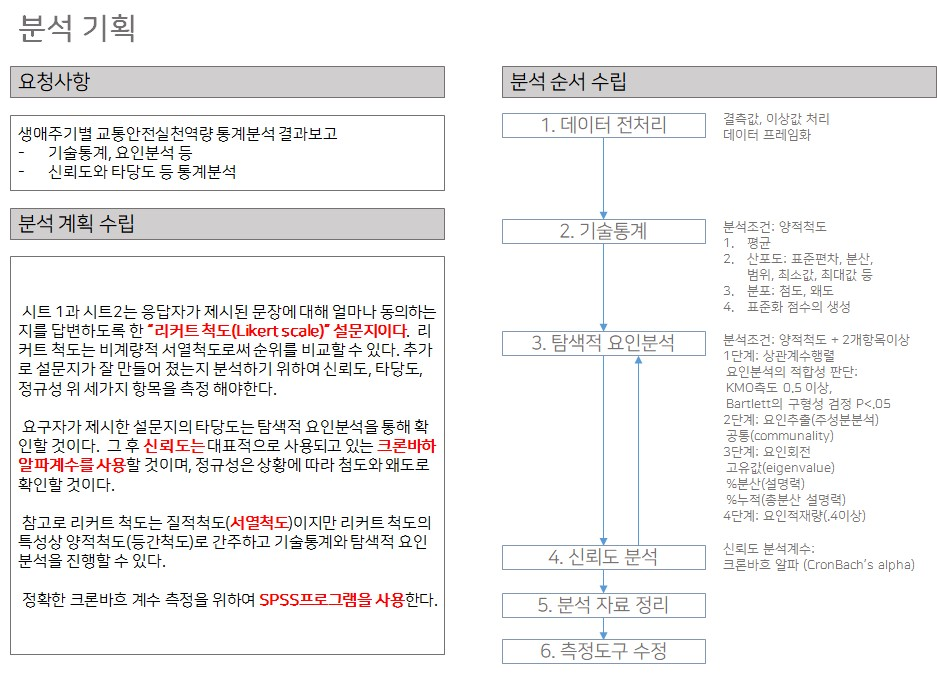 분석 기획
요청사항
생애주기별 교통안전실천역량 통계분석 결과보고
- 기술통계, 요인분석 등
- 신뢰도와 타당도 등 통계분석
분석 계획 수립
시트 1과 시트2는 응답자가 제시된 문장에 대해 얼마나 동의하는
지를 답변하도록 한 “리커트 척도(Likert scale)” 설문지이다. 리
커트 척도는 비계량적 서열척도로써 순위를 비교할 수 있다. 추가
로 설문지가 잘 만들어 졌는지 분석하기 위하여 신뢰도, 타당도,
정규성 위 세가지 항목을 측정 해야한다.
요구자가 제시한 설문지의 타당도는 탐색적 요인분석을 통해 확
인할 것이다. 그 후 신뢰도는 대표적으로 사용되고 있는 크론바하
알파계수를 사용할 것이며, 정규성은 상황에 따라 첨도와 왜도로
확인할 것이다.
참고로 리커트 척도는 질적척도(서열척도)이지만 리커트 척도의
특성상 양적척도(등간척도)로 간주하고 기술통계와 탐색적 요인
분석을 진행할 수 있다.
정확한 크론바흐 계수 측정을 위하여 SPSS프로그램을 사용한다.
분석 순서 수립
1. 데이터 전처리
결측값, 이상값 처리
데이터 프레임화
2. 기술통계
분석조건: 양적척도
1. 평균
2. 산포도: 표준편차, 분산,
범위, 최소값, 최대값 등
3. 분포: 첨도, 왜도
4. 표준화 점수의 생성
3. 탐색적 요인분석
분석조건: 양적척도 + 2개항목이상
1단계: 상관계수행렬
요인분석의 적합성 판단:
KMO측도 0.5 이상,
Bartlett의 구형성 검정 P<.05
2단계: 요인추출(주성분분석)
공통(communality)
3단계: 요인회전
고유값(eigenvalue)
%분산(설명력)
%누적(총분산 설명력)
4단계: 요인적재량(.4이상)
4. 신뢰도 분석
신뢰도 분석계수:
크론바흐 알파 (CronBach's alpha)
5. 분석 자료 정리
6. 측정도구 수정